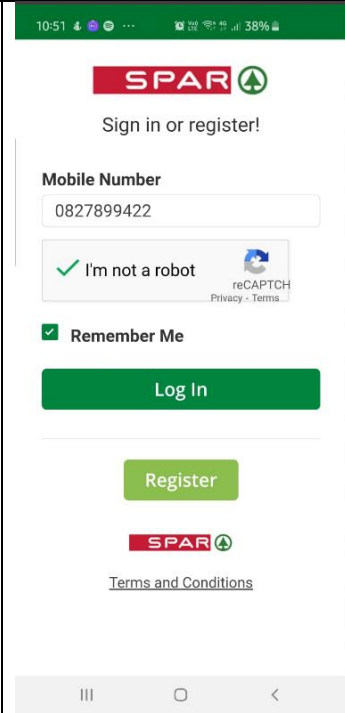 10:51
38%
SPAR
Sign in or register!
Mobile Number
0827899422
I'm not a robot
reCAPTCH
Privacy - Terms
Remember Me
Log In
Register
SPAR
Terms and Conditions